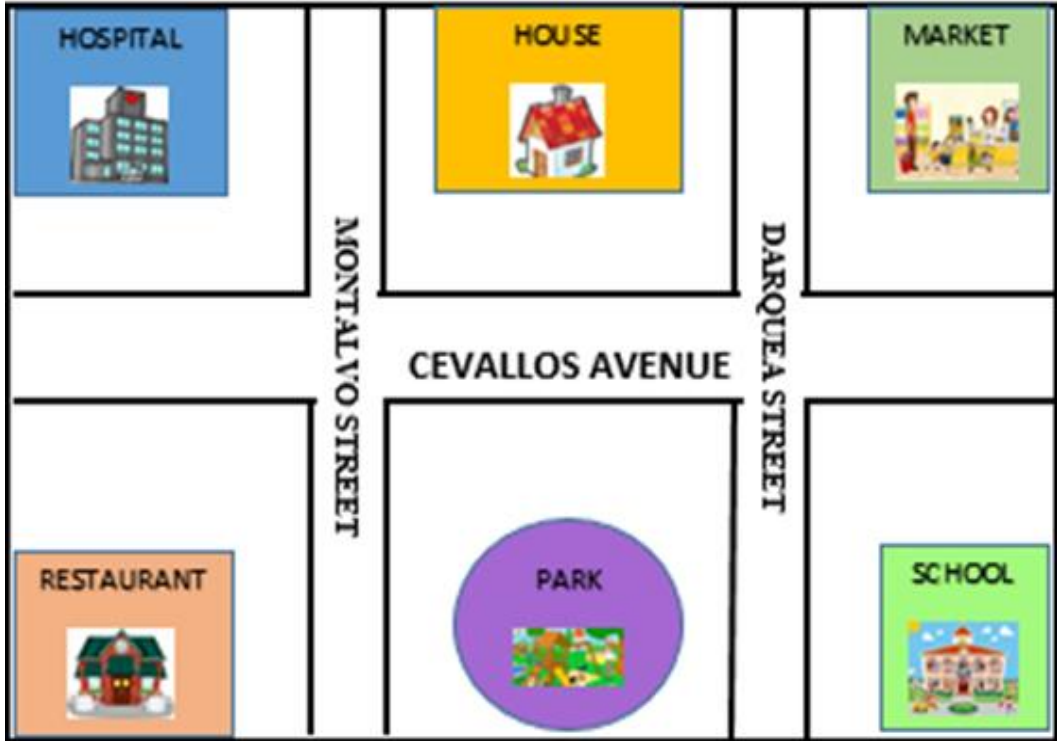 HOSPITAL
HOUSE
MARKET
MONTALVO STREET
DARQUEA STREET
CEVALLOS AVENUE
RESTAURANT
PARK
SCHOOL